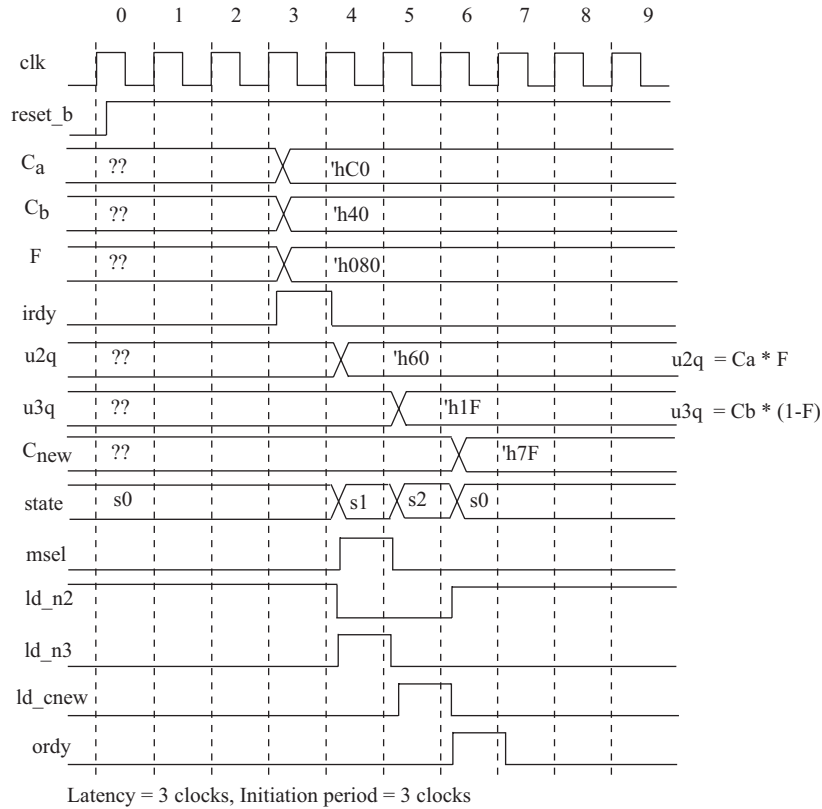 0 1 2 3 4 5 6 7 8 9
clk
reset_b
Ca ?? 'hC0
Cb ?? 'h40
F ?? 'h080
irdy
u2q ?? 'h60 u2q = Ca * F
u3q ?? 'h1F u3q = Cb * (1-F)
Cnew ?? 'h7F
state s0 s1 s2 s0
msel
ld_n2
ld_n3
ld_cnew
ordy
Latency = 3 clocks, Initiation period = 3 clocks